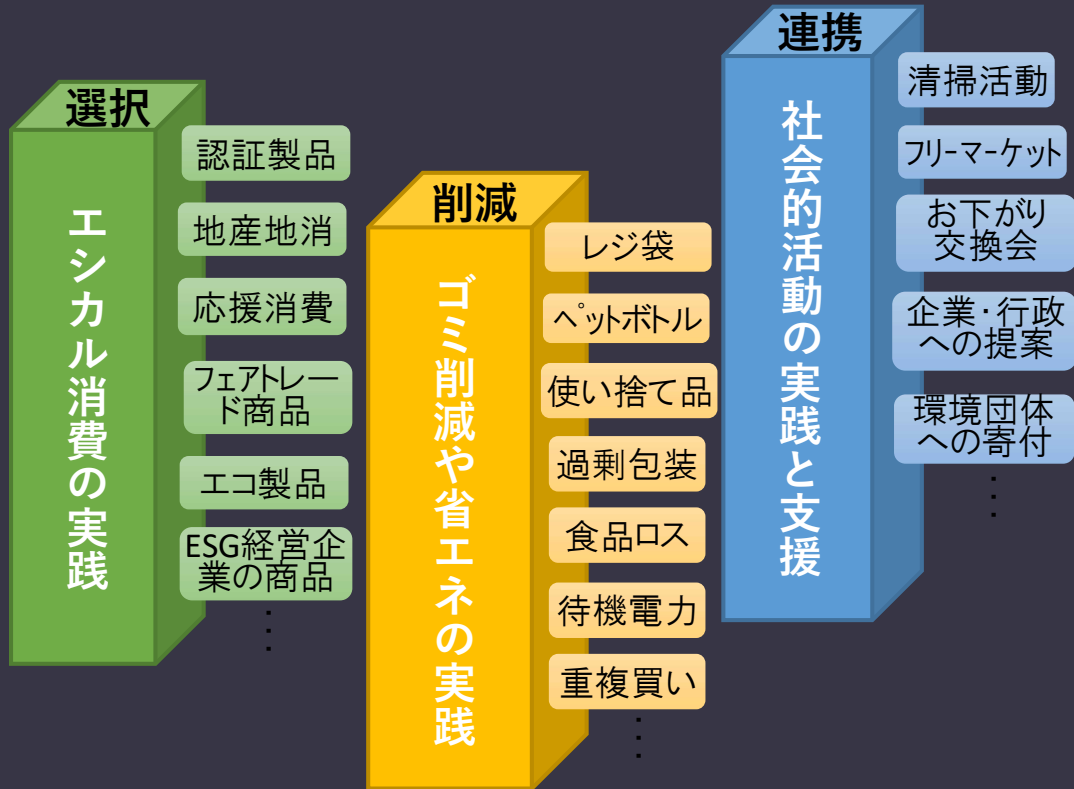 選択
エシカル消費の実践
認証製品
地産地消
応援消費
フェアトレー
ド商品
エコ製品
ESG経営企
業の商品
⋮
削減
ゴミ削減や省エネの実践
レジ袋
ペットボトル
使い捨て品
過剰包装
食品ロス
待機電力
重複買い
⋮
連携
社会的活動の実践と支援
清掃活動
フリーマーケット
お下がり
交換会
企業・行政
への提案
環境団体
への寄付
⋮